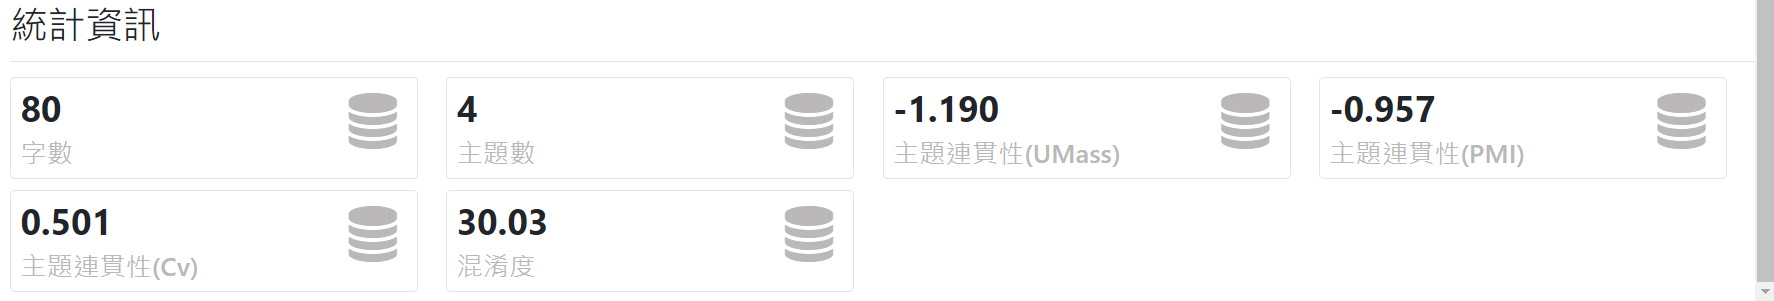 統計資訊
80
字數
4
主題數
-1.190
主題連貫性(UMass)
-0.957
主題連貫性(PMI)
0.501
主題連貫性(Cv)
30.03
混淆度